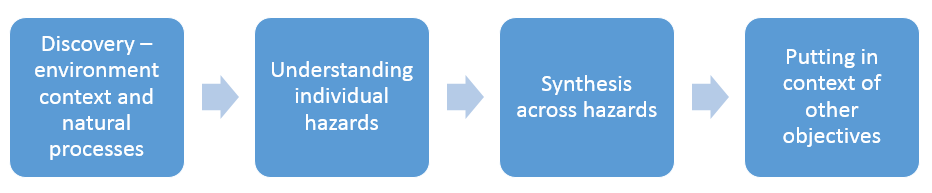 Discovery –
environment
context and
natural
processes
Understanding
individual
hazards
Synthesis
across hazards
Putting in
context of
other
objectives